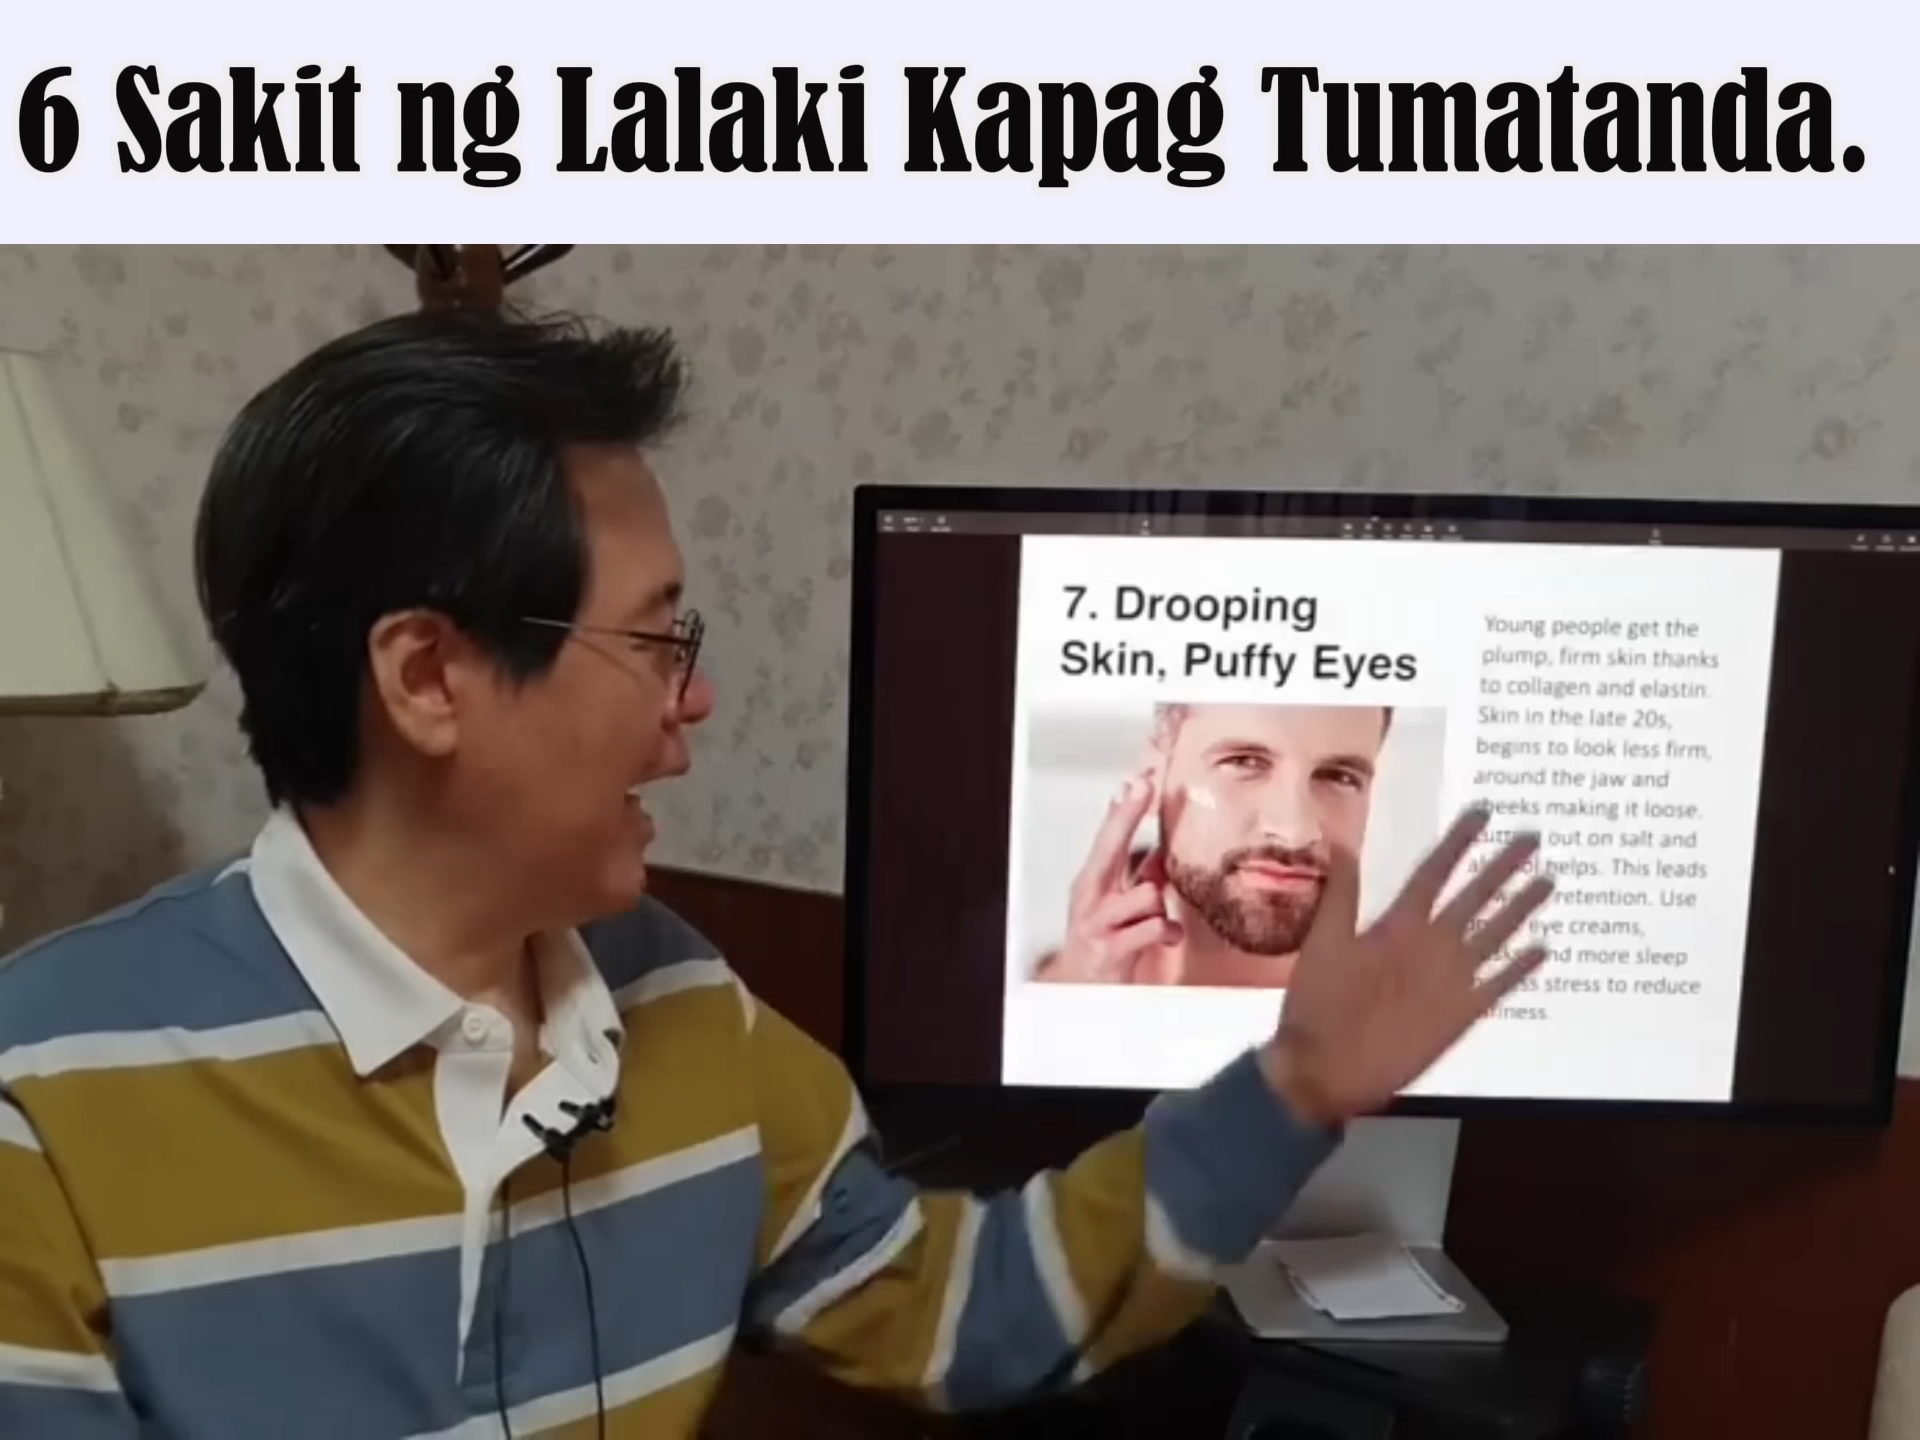 6 Sakit ng Lalaki Kapag Tumatanda.
7. Drooping
Skin, Puffy Eyes
Young people get the
plump, firm skin thanks
to collagen and elastin.
Skin in the late 20s,
begins to look less firm,
around the jaw and
cheeks making it loose.
out on salt and
helps. This leads
retention. Use
eye creams,
and more sleep
stress to reduce